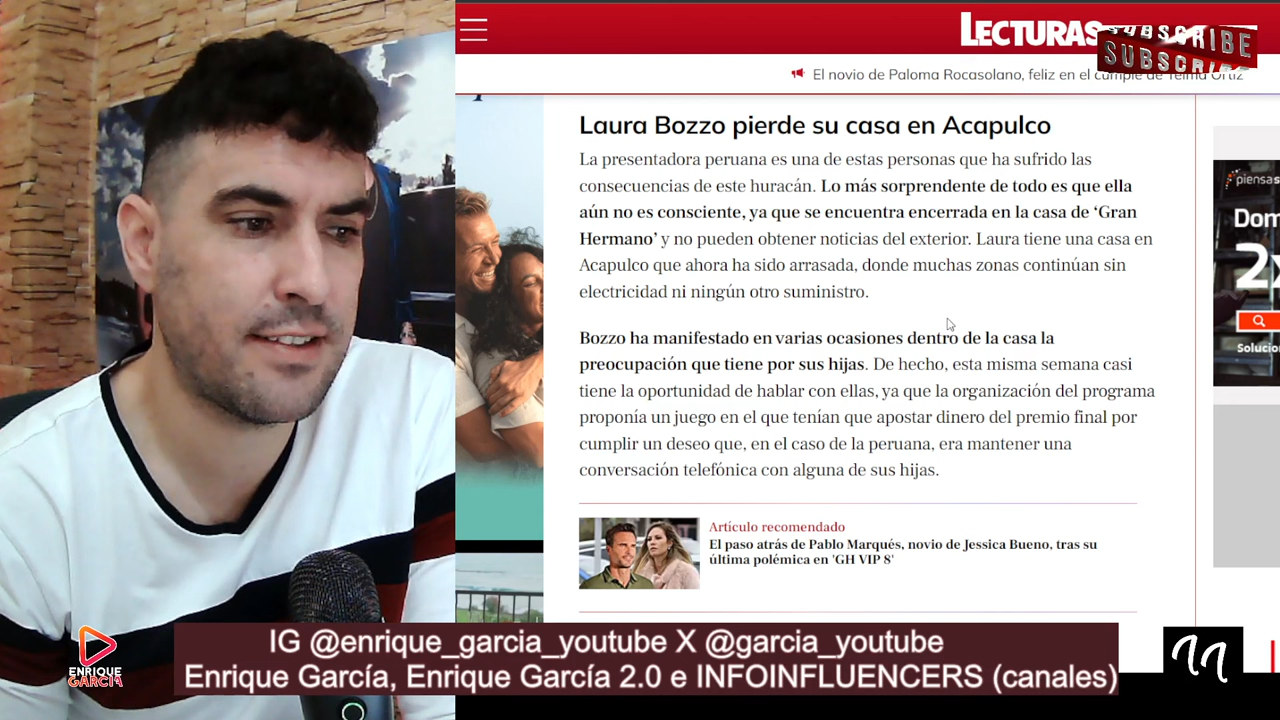 LECTURAS
SUBSCRIBE
SUBSCRIBE
El novio de Paloma Rocasolano, feliz en el cumple de Telma Ortiz
Laura Bozzo pierde su casa en Acapulco
La presentadora peruana es una de estas personas que ha sufrido las
consecuencias de este huracán. Lo más sorprendente de todo es que ella
aún no es consciente, ya que se encuentra encerrada en la casa de ‘Gran
Hermano’ y no pueden obtener noticias del exterior. Laura tiene una casa en
Acapulco que ahora ha sido arrasada, donde muchas zonas continúan sin
electricidad ni ningún otro suministro.
Bozzo ha manifestado en varias ocasiones dentro de la casa la
preocupación que tiene por sus hijas. De hecho, esta misma semana casi
tiene la oportunidad de hablar con ellas, ya que la organización del programa
proponía un juego en el que tenían que apostar dinero del premio final por
cumplir un deseo que, en el caso de la peruana, era mantener una
conversación telefónica con alguna de sus hijas.
Artículo recomendado
El paso atrás de Pablo Marqués, novio de Jessica Bueno, tras su
última polémica en 'GH VIP 8'
piensas
Dom
2x
Solucio
ENRIQUE
GARCÍA
IG @enrique_garcia_youtube X @garcia_youtube
Enrique García, Enrique García 2.0 e INFOINFLUENCERS (canales)